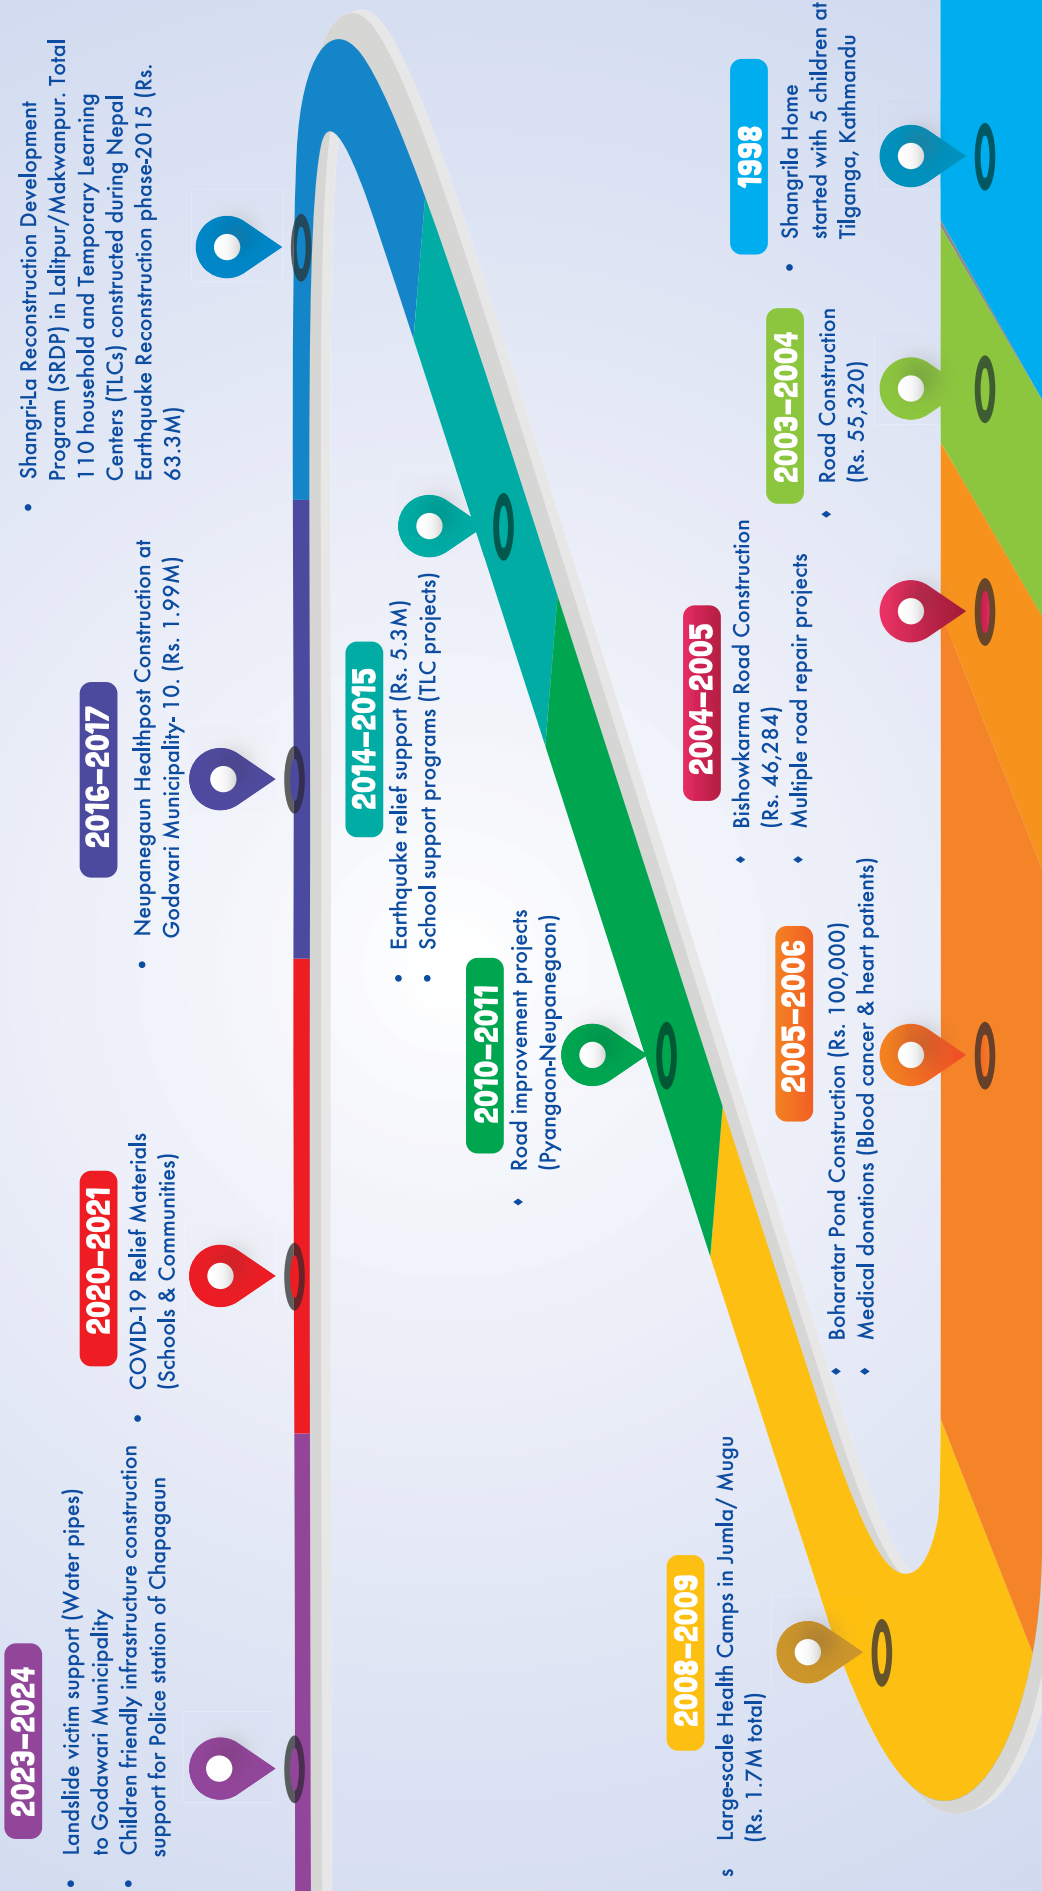 1998
• Shangrila Home
started with 5 children at
Tilganga, Kathmandu
2003-2004
♦ Road Construction
(Rs. 55,320)
2004-2005
♦ Bishowkarma Road Construction
(Rs. 46,284)
♦ Multiple road repair projects
2005-2006
♦ Boharatar Pond Construction (Rs. 100,000)
♦ Medical donations (Blood cancer & heart patients)
2008-2009
s Large-scale Health Camps in Jumla/ Mugu
(Rs. 1.7M total)
2010-2011
♦ Road improvement projects
(Pyangaon-Neupanegaon)
2014-2015
• Earthquake relief support (Rs. 5.3M)
• School support programs (TLC projects)
• Shangri-La Reconstruction Development
Program (SRDP) in Lalitpur/Makwanpur. Total
110 household and Temporary Learning
Centers (TLCs) constructed during Nepal
Earthquake Reconstruction phase-2015 (Rs.
63.3M)
2016-2017
• Neupanegaun Healthpost Construction at
Godavari Municipality- 10. (Rs. 1.99M)
2020-2021
• COVID-19 Relief Materials
(Schools & Communities)
2023-2024
• Landslide victim support (Water pipes)
to Godawari Municipality
• Children friendly infrastructure construction
support for Police station of Chapagaun